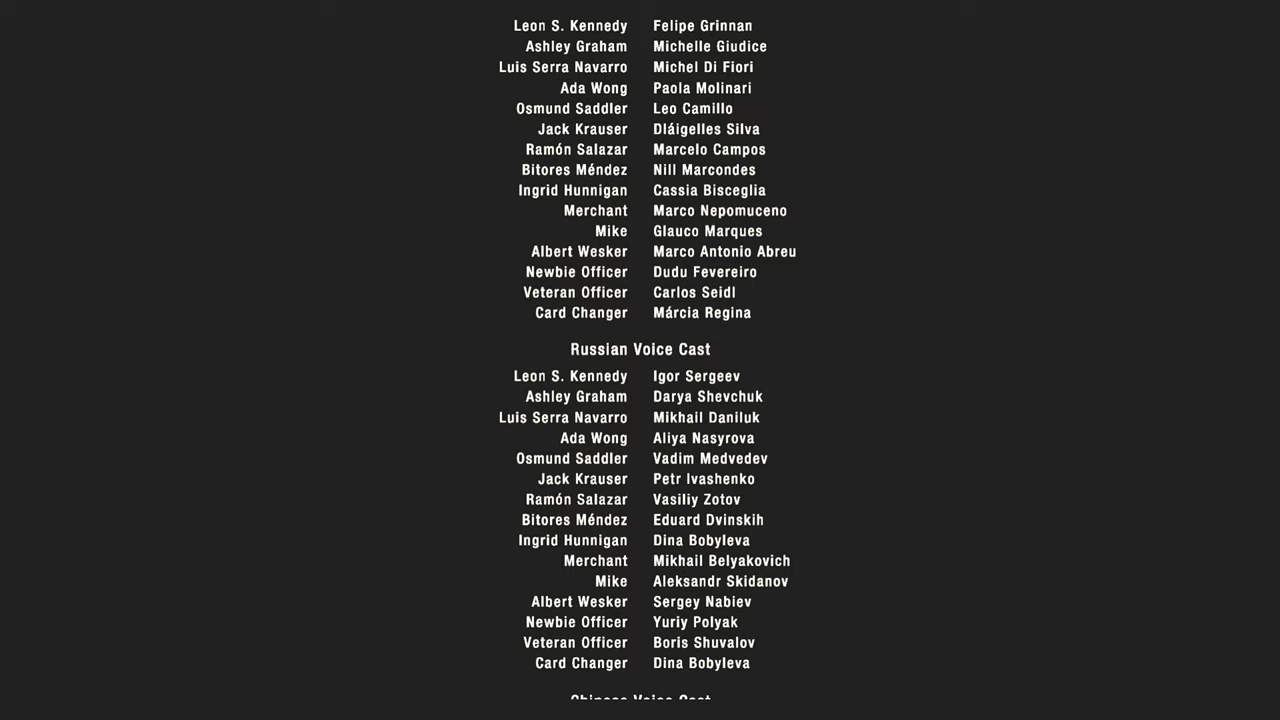 Leon S. Kennedy Felipe Grinnan
Ashley Graham Michelle Giudice
Luis Serra Navarro Michel Di Fiori
Ada Wong Paola Molinari
Osmund Saddler Leo Camillo
Jack Krauser Dláigelles Silva
Ramón Salazar Marcelo Campos
Bitores Méndez Nill Marcondes
Ingrid Hunnigan Cassia Bisceglia
Merchant Marco Nepomuceno
Mike Glauco Marques
Albert Wesker Marco Antonio Abreu
Newbie Officer Dudu Fevereiro
Veteran Officer Carlos Seidl
Card Changer Márcia Regina
Russian Voice Cast
Leon S. Kennedy Igor Sergeev
Ashley Graham Darya Shevchuk
Luis Serra Navarro Mikhail Daniluk
Ada Wong Aliya Nasyrova
Osmund Saddler Vadim Medvedev
Jack Krauser Petr Ivashenko
Ramón Salazar Vasiliy Zotov
Bitores Méndez Eduard Dvinskih
Ingrid Hunnigan Dina Bobyleva
Merchant Mikhail Belyakovich
Mike Aleksandr Skidanov
Albert Wesker Sergey Nabiev
Newbie Officer Yuriy Polyak
Veteran Officer Boris Shuvalov
Card Changer Dina Bobyleva
Chinese Voice Cast